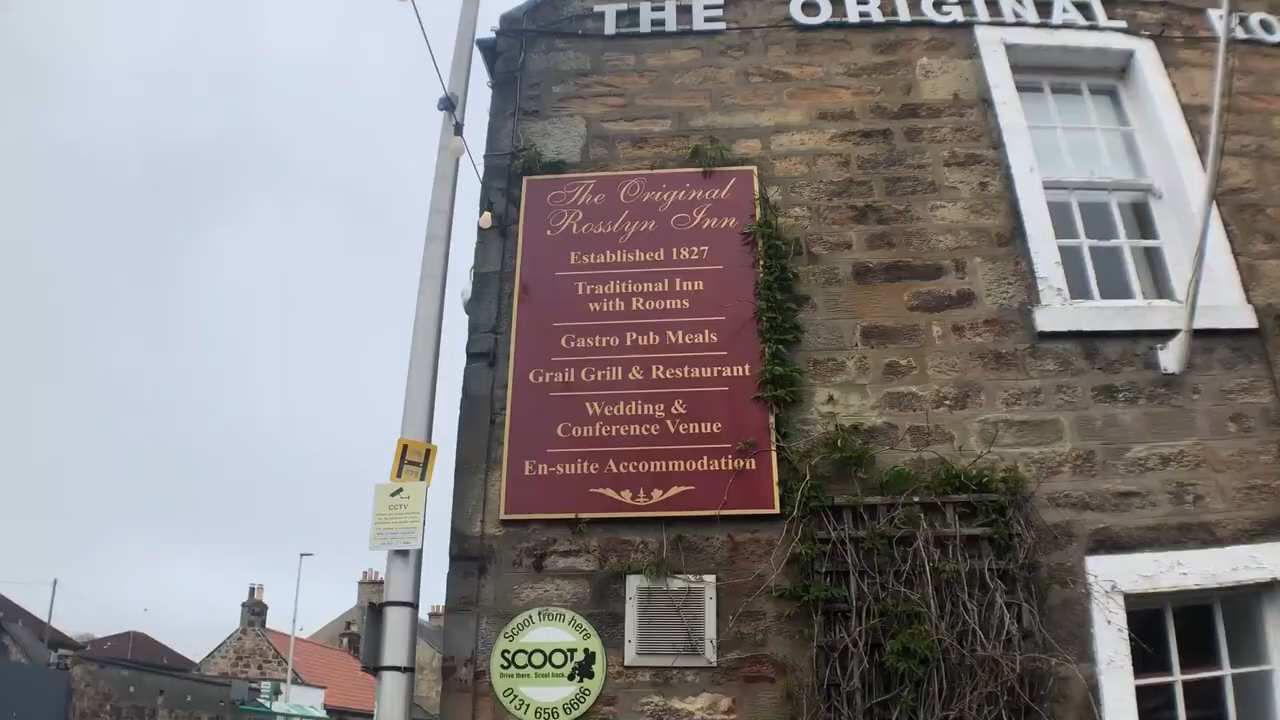 THE ORIGINAL RO
The Original
Rosslyn Inn
Established 1827
Traditional Inn
with Rooms
Gastro Pub Meals
Grail Grill & Restaurant
Wedding &
Conference Venue
En-suite Accommodation
H
CCTV
Scoot from here
SCOOT
Drive there. Scoot back.
0131 656 6666